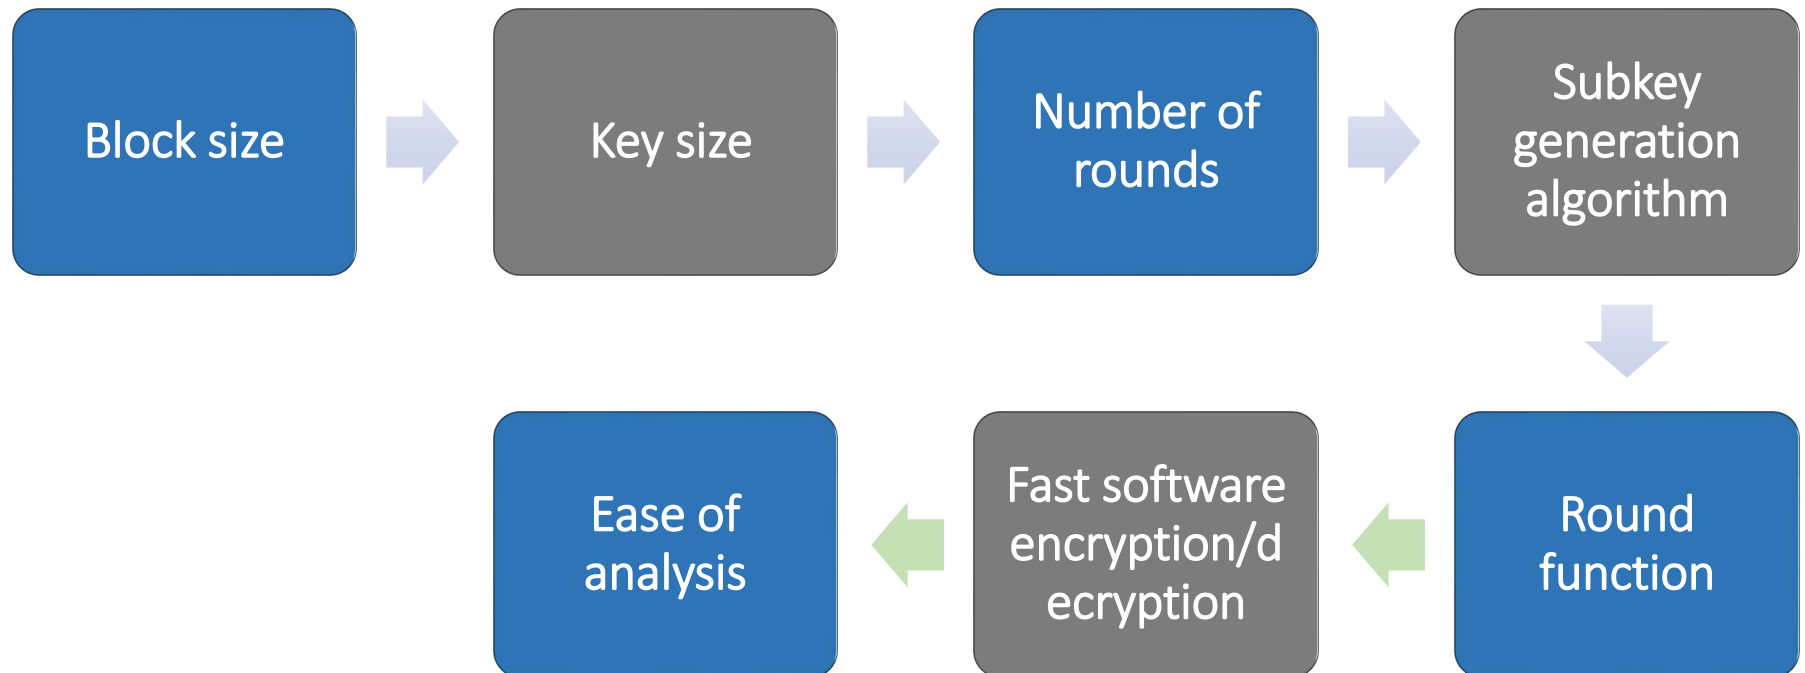 Block size
Key size
Number of
rounds
Subkey
generation
algorithm
Round
function
Fast software
encryption/d
ecryption
Ease of
analysis